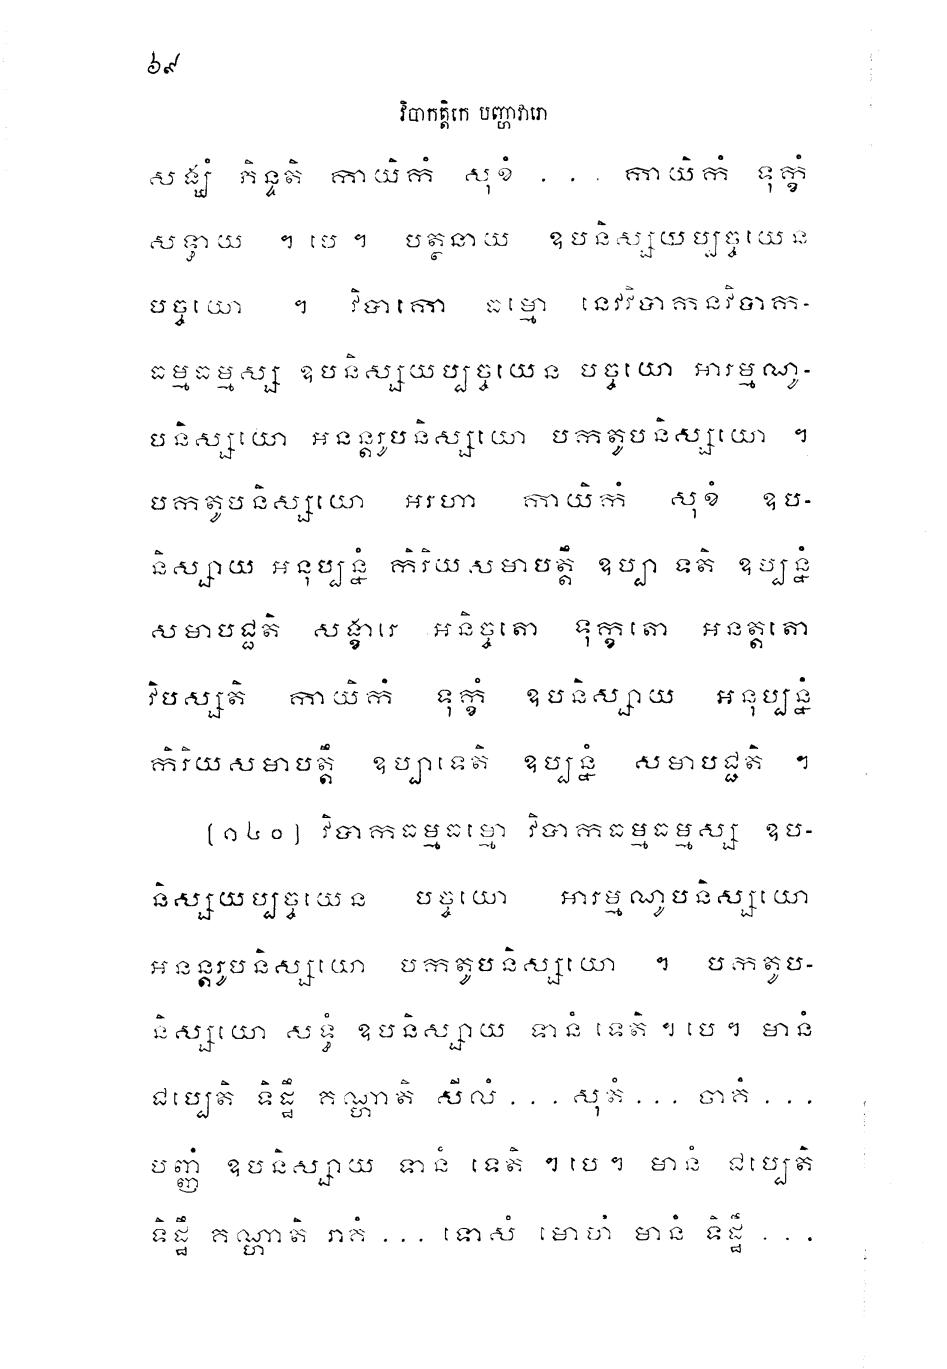 ៦៩
វិបាកត្តិកេ បញ្ហាវារោ
សង្ឃំ ភិន្ទតិ កាយិកំ សុខំ . . . កាយិកំ ទុក្ខំ
សទ្ធាយ ។ បេ ។ បត្ថនាយ ឧបនិស្សយប្បច្ចយេន
បច្ចយោ ។ វិបាកោ ធម្មោ នេវវិបាកនវិបាក-
ធម្មធម្មស្ស ឧបនិស្សយប្បច្ចយេន បច្ចយោ អារម្មណូ-
បនិស្សយោ អនន្តរូបនិស្សយោ បកតូបនិស្សយោ ។
បកតូបនិស្សយោ អរហា កាយិកំ សុខំ ឧប-
និស្សាយ អនុប្បន្នំ កិរិយសមាបត្តឹ ឧប្បា ទតិ ឧប្បន្នំ
សមាបជ្ជតិ សង្ខារេ អនិច្ចតោ ទុក្ខតោ អនត្តតោ
វិបស្សតិ កាយិកំ ទុក្ខំ ឧបនិស្សាយ អនុប្បន្នំ
កិរិយសមាបត្តឹ ឧប្បាទេតិ ឧប្បន្នំ សមាបជ្ជតិ ។
[១៤០] វិបាកធម្មធម្មោ វិបាកធម្មធម្មស្ស ឧប-
និស្សយប្បច្ចយេន បច្ចយោ អារម្មណូបនិស្សយោ
អនន្តរូបនិស្សយោ បកតូបនិស្សយោ ។ បកតូប-
និស្សយោ សទ្ធំ ឧបនិស្សាយ ទានំ ទេតិ ។ បេ ។ មានំ
ជប្បេតិ ទិដ្ឋឹ គណ្ហាតិ សីលំ . . . សុតំ . . . ចាគំ . . .
បញ្ញំ ឧបនិស្សាយ ទានំ ទេតិ ។ បេ ។ មានំ ជប្បេតិ
ទិដ្ឋឹ គណ្ហាតិ រាគំ . . . ទោសំ មោហំ មានំ ទិដ្ឋឹ . . .